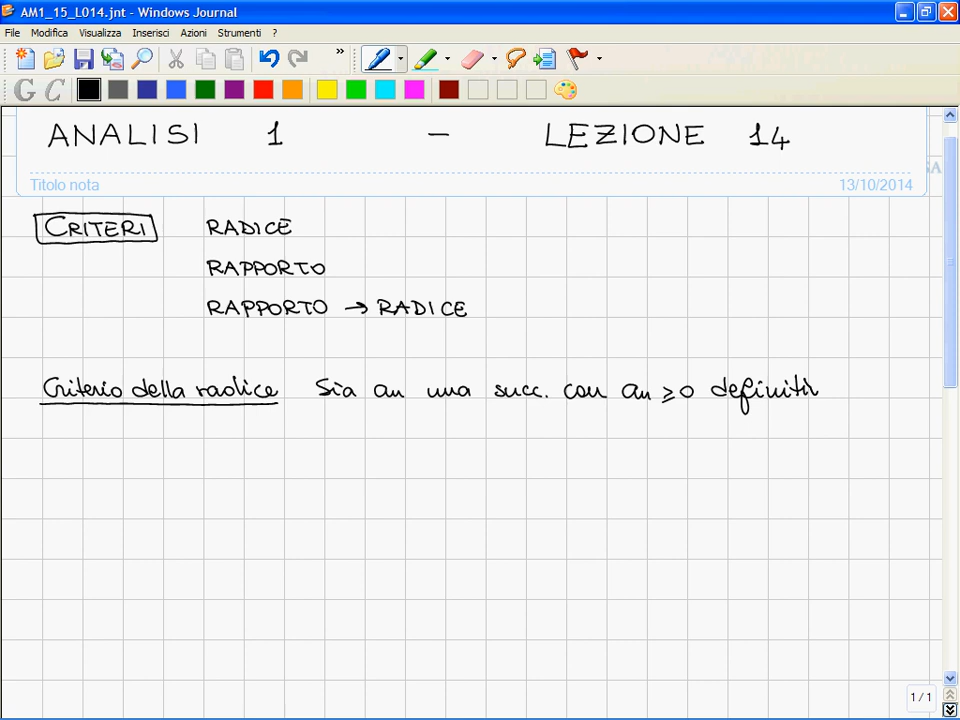 AM1_15_L014.jnt - Windows Journal
File Modifica Visualizza Inserisci Azioni Strumenti ?
»
G C
ANALISI 1 - LEZIONE 14
Titolo nota 13/10/2014
CRITERI RADICE
RAPPORTO
RAPPORTO → RADICE
Criterio della radice Sia an una succ. con an ≥ 0 definitiv
1 / 1